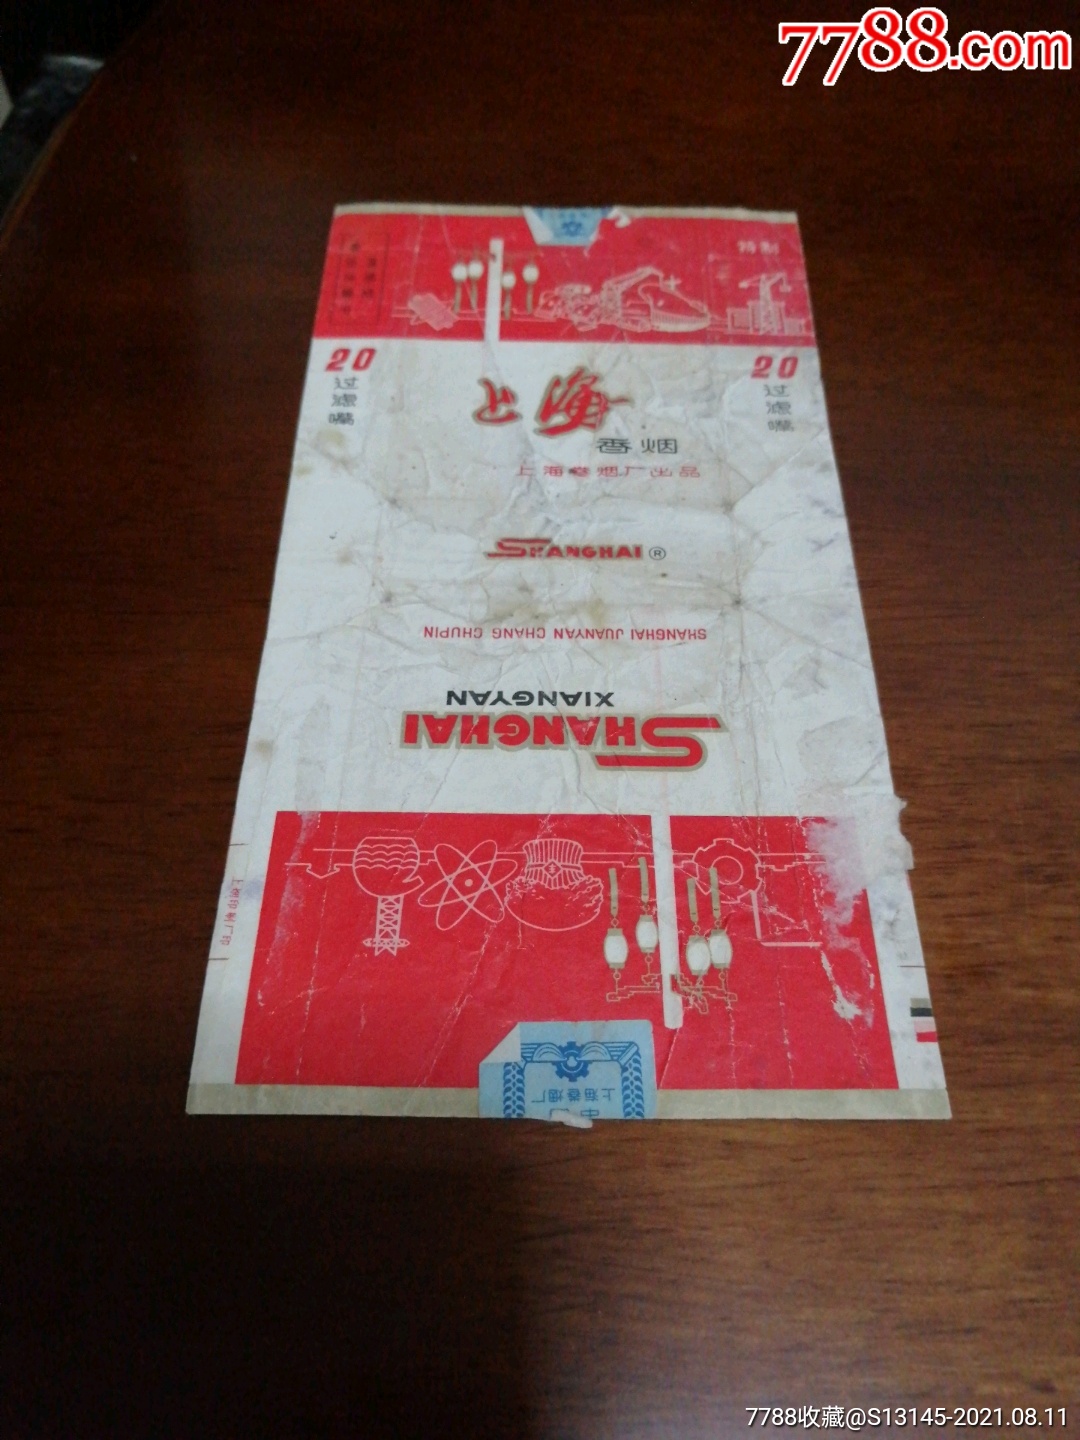 7788.com
特制
20
过滤嘴
20
过滤嘴
上海
香烟
上海卷烟厂出品
SHANGHAI ®
SHANGHAI JUANYAN CHANG CHUPIN
XIANGYAN
SHANGHAI
上海卷烟厂
中
7788收藏@S13145-2021.08.11